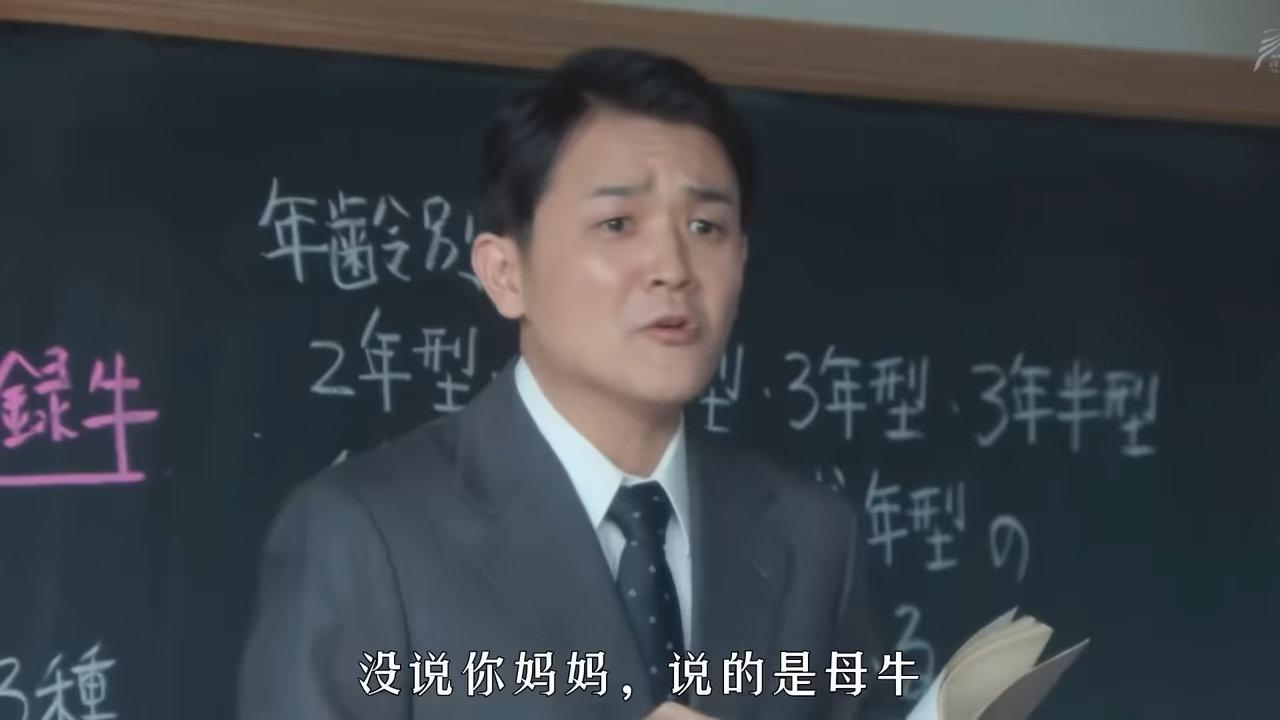 年齢別
2年型・
型・3年型・3年半型
録牛
年型の
る
3種
没说你妈妈，说的是母牛